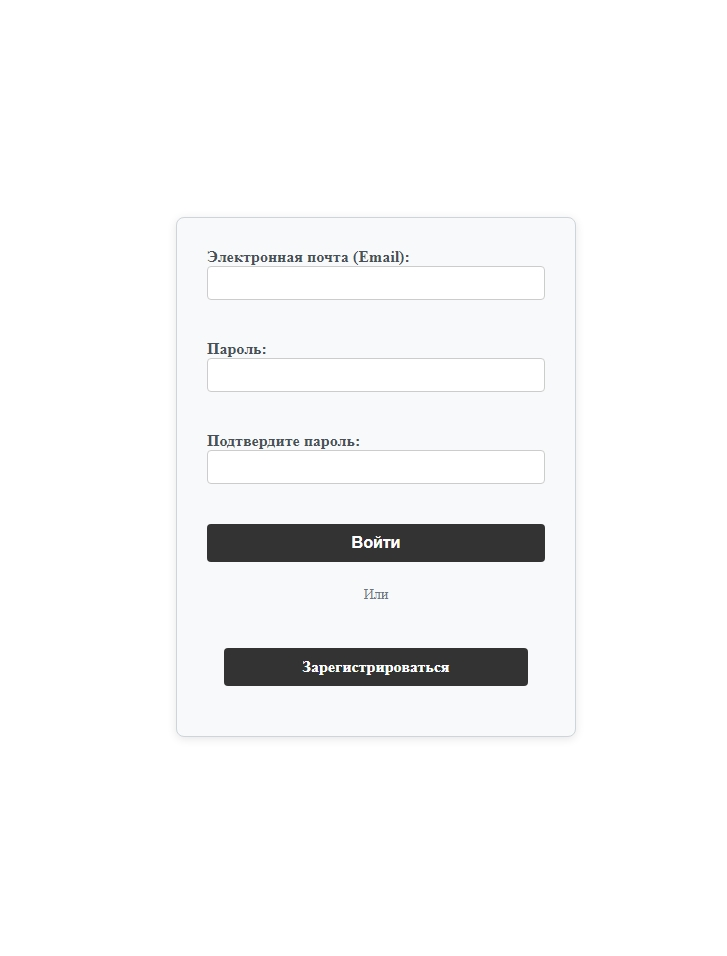 Электронная почта (Email):
Пароль:
Подтвердите пароль:
Войти
Или
Зарегистрироваться